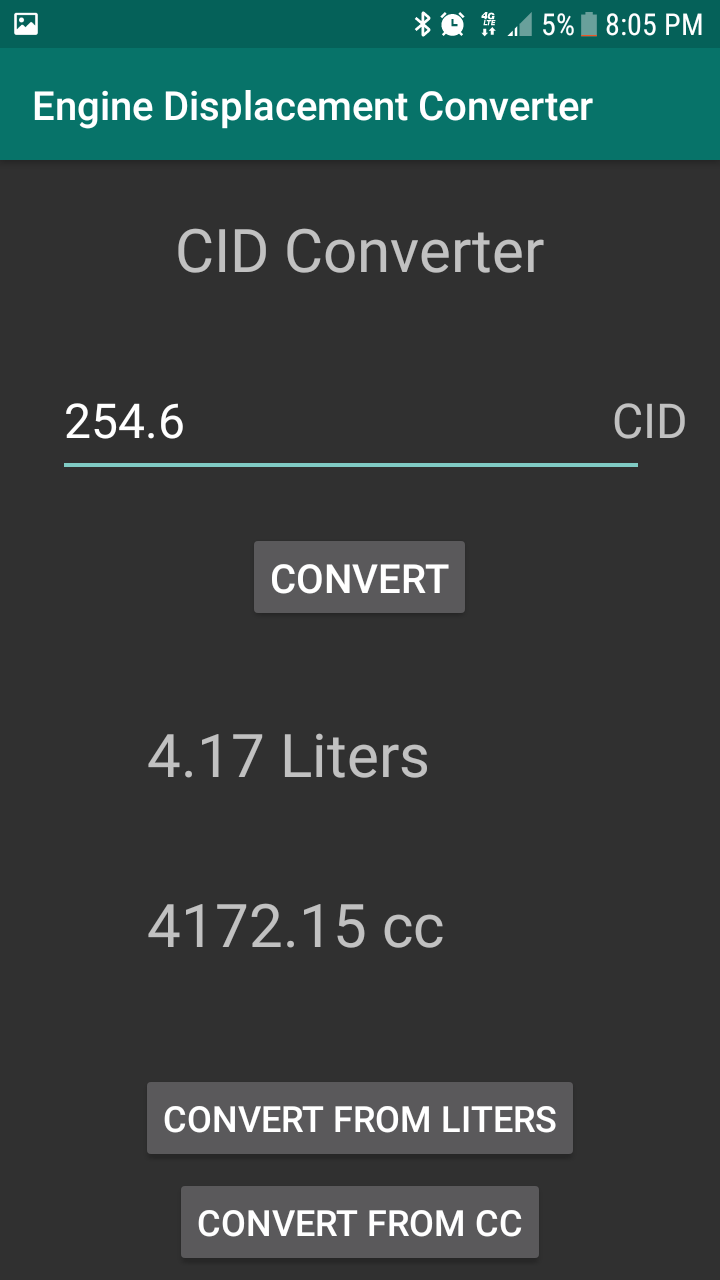 4G LTE 5% 8:05 PM
Engine Displacement Converter
CID Converter
254.6 CID
CONVERT
4.17 Liters
4172.15 cc
CONVERT FROM LITERS
CONVERT FROM CC